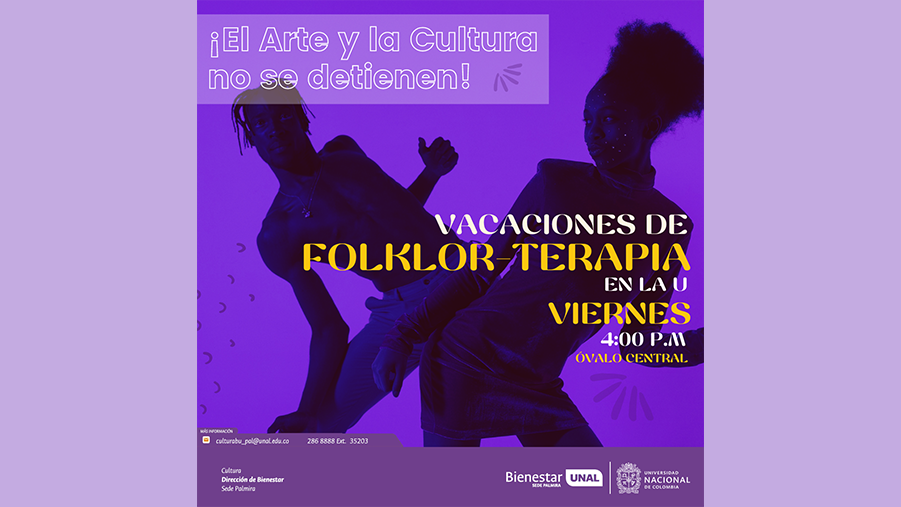 ¡El Arte y la Cultura
no se detienen!
VACACIONES DE
FOLKLOR-TERAPIA
EN LA U
VIERNES
4:00 P.M
ÓVALO CENTRAL
MÁS INFORMACIÓN
culturabu_pal@unal.edu.co 286 8888 Ext. 35203
Cultura
Dirección de Bienestar
Sede Palmira
Bienestar UNAL
SEDE PALMIRA
UNIVERSIDAD
NACIONAL
DE COLOMBIA